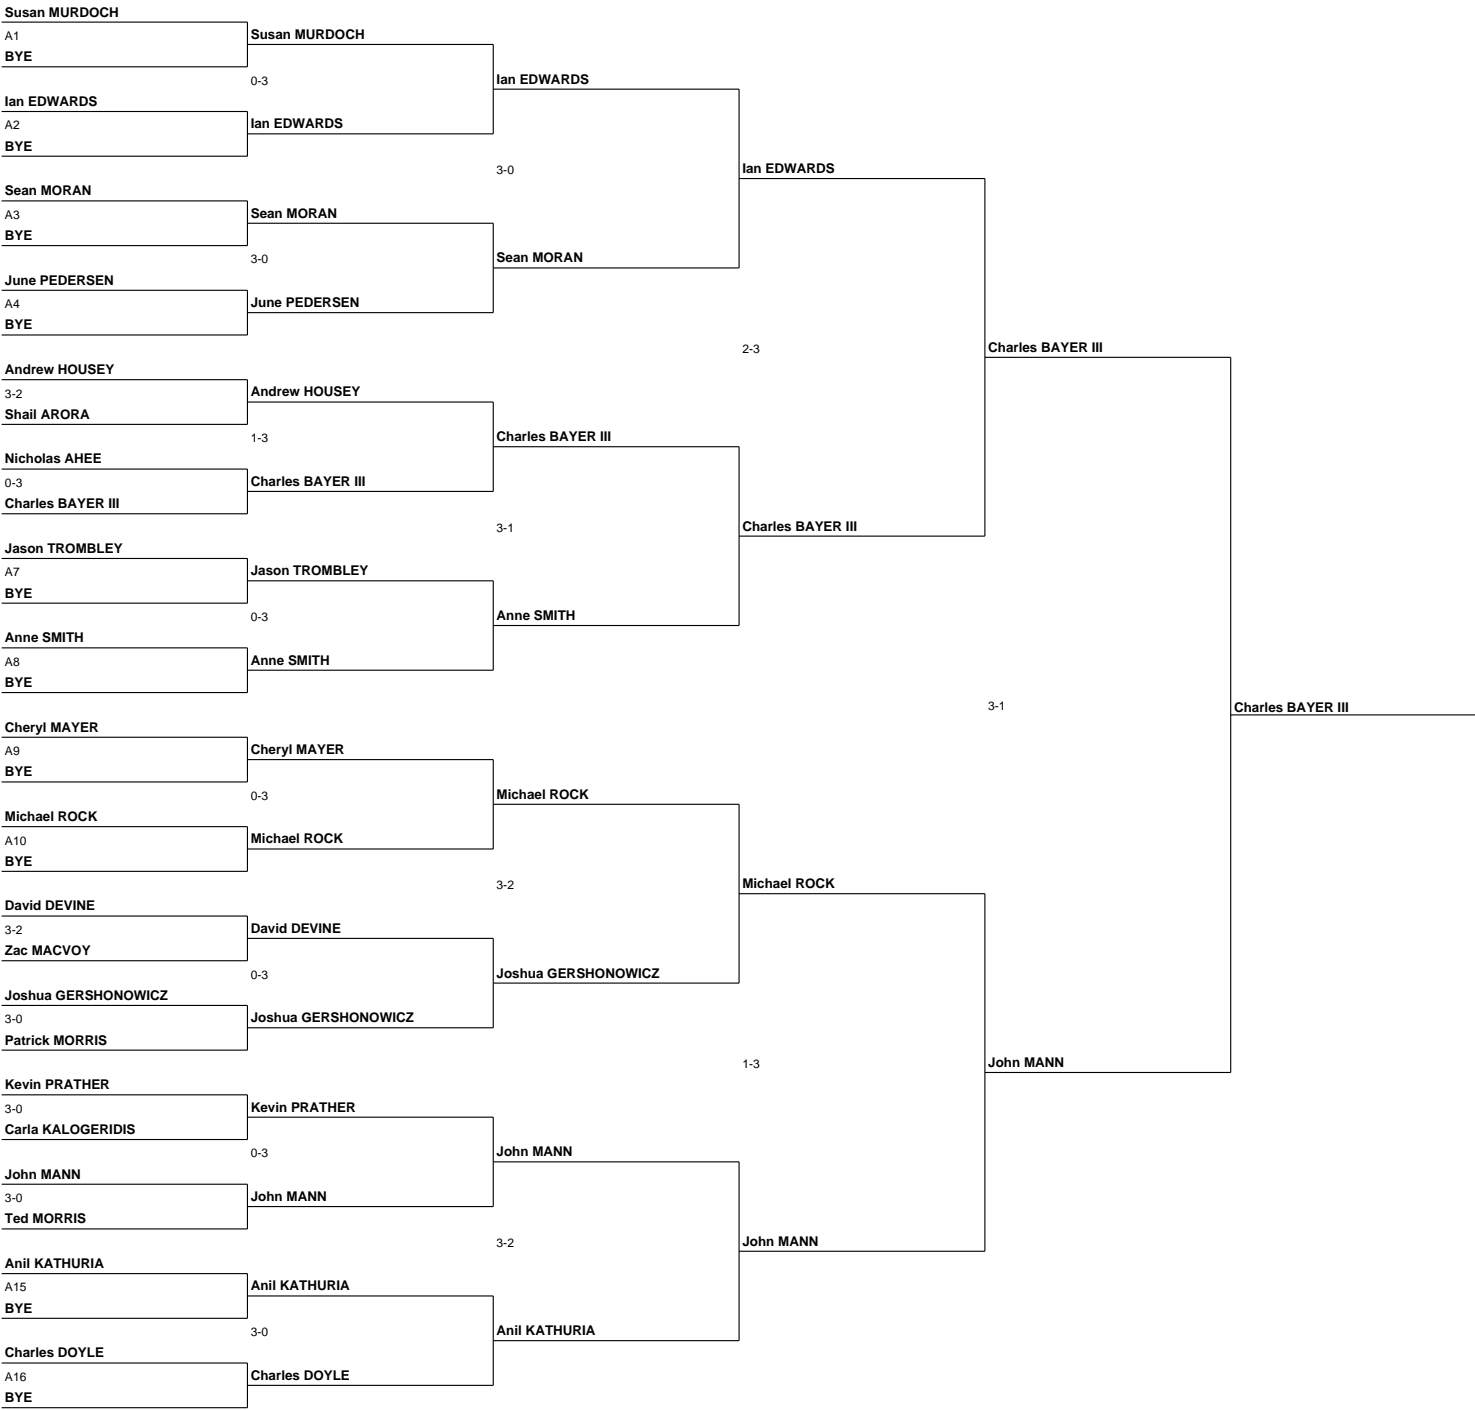 Susan MURDOCH
A1
BYE
Susan MURDOCH
0-3
Ian EDWARDS
Ian EDWARDS
A2
BYE
Ian EDWARDS
3-0
Ian EDWARDS
Sean MORAN
A3
BYE
Sean MORAN
3-0
Sean MORAN
June PEDERSEN
A4
BYE
June PEDERSEN
2-3
Charles BAYER III
Andrew HOUSEY
3-2
Shail ARORA
Andrew HOUSEY
1-3
Charles BAYER III
Nicholas AHEE
0-3
Charles BAYER III
Charles BAYER III
3-1
Charles BAYER III
Jason TROMBLEY
A7
BYE
Jason TROMBLEY
0-3
Anne SMITH
Anne SMITH
A8
BYE
Anne SMITH
3-1
Charles BAYER III
Cheryl MAYER
A9
BYE
Cheryl MAYER
0-3
Michael ROCK
Michael ROCK
A10
BYE
Michael ROCK
3-2
Michael ROCK
David DEVINE
3-2
Zac MACVOY
David DEVINE
0-3
Joshua GERSHONOWICZ
Joshua GERSHONOWICZ
3-0
Patrick MORRIS
Joshua GERSHONOWICZ
1-3
John MANN
Kevin PRATHER
3-0
Carla KALOGERIDIS
Kevin PRATHER
0-3
John MANN
John MANN
3-0
Ted MORRIS
John MANN
3-2
John MANN
Anil KATHURIA
A15
BYE
Anil KATHURIA
3-0
Anil KATHURIA
Charles DOYLE
A16
BYE
Charles DOYLE